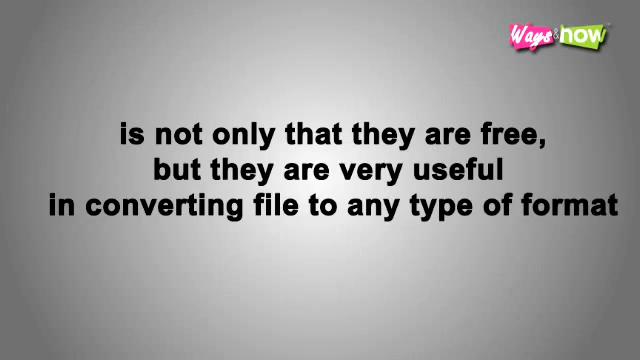 Ways&how
is not only that they are free,
but they are very useful
in converting file to any type of format